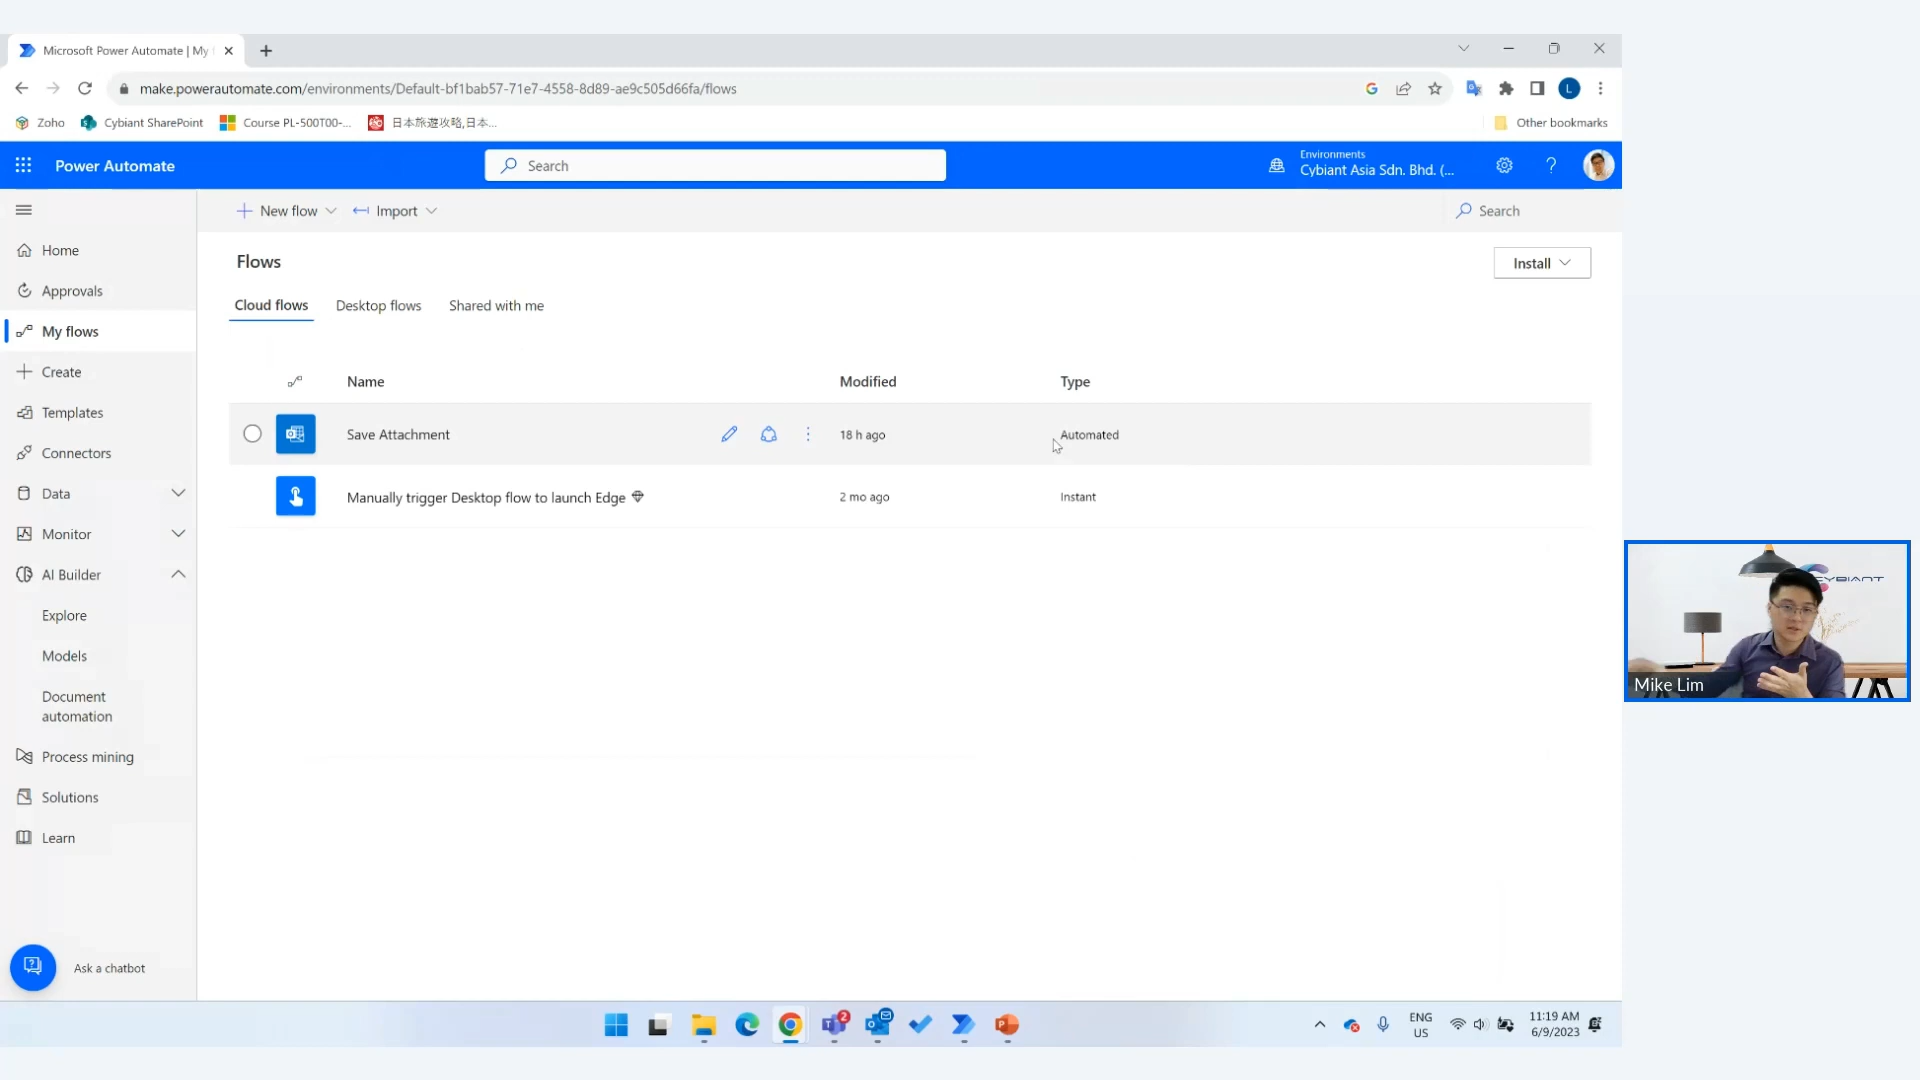 Microsoft Power Automate | My f
make.powerautomate.com/environments/Default-bf1bab57-71e7-4558-8d89-ae9c505d66fa/flows
L
Zoho
Cybiant SharePoint
Course PL-500T00-...
日本旅遊攻略,日本...
Other bookmarks
Power Automate
Search
Environments
Cybiant Asia Sdn. Bhd. (...
New flow
Import
Search
Home
Approvals
My flows
Create
Templates
Connectors
Data
Monitor
AI Builder
Explore
Models
Document
automation
Process mining
Solutions
Learn
Ask a chatbot
Flows
Install
Cloud flows
Desktop flows
Shared with me
Name
Modified
Type
Save Attachment
18 h ago
Automated
Manually trigger Desktop flow to launch Edge
2 mo ago
Instant
CYBIANT
Mike Lim
2
ENG
US
11:19 AM
6/9/2023